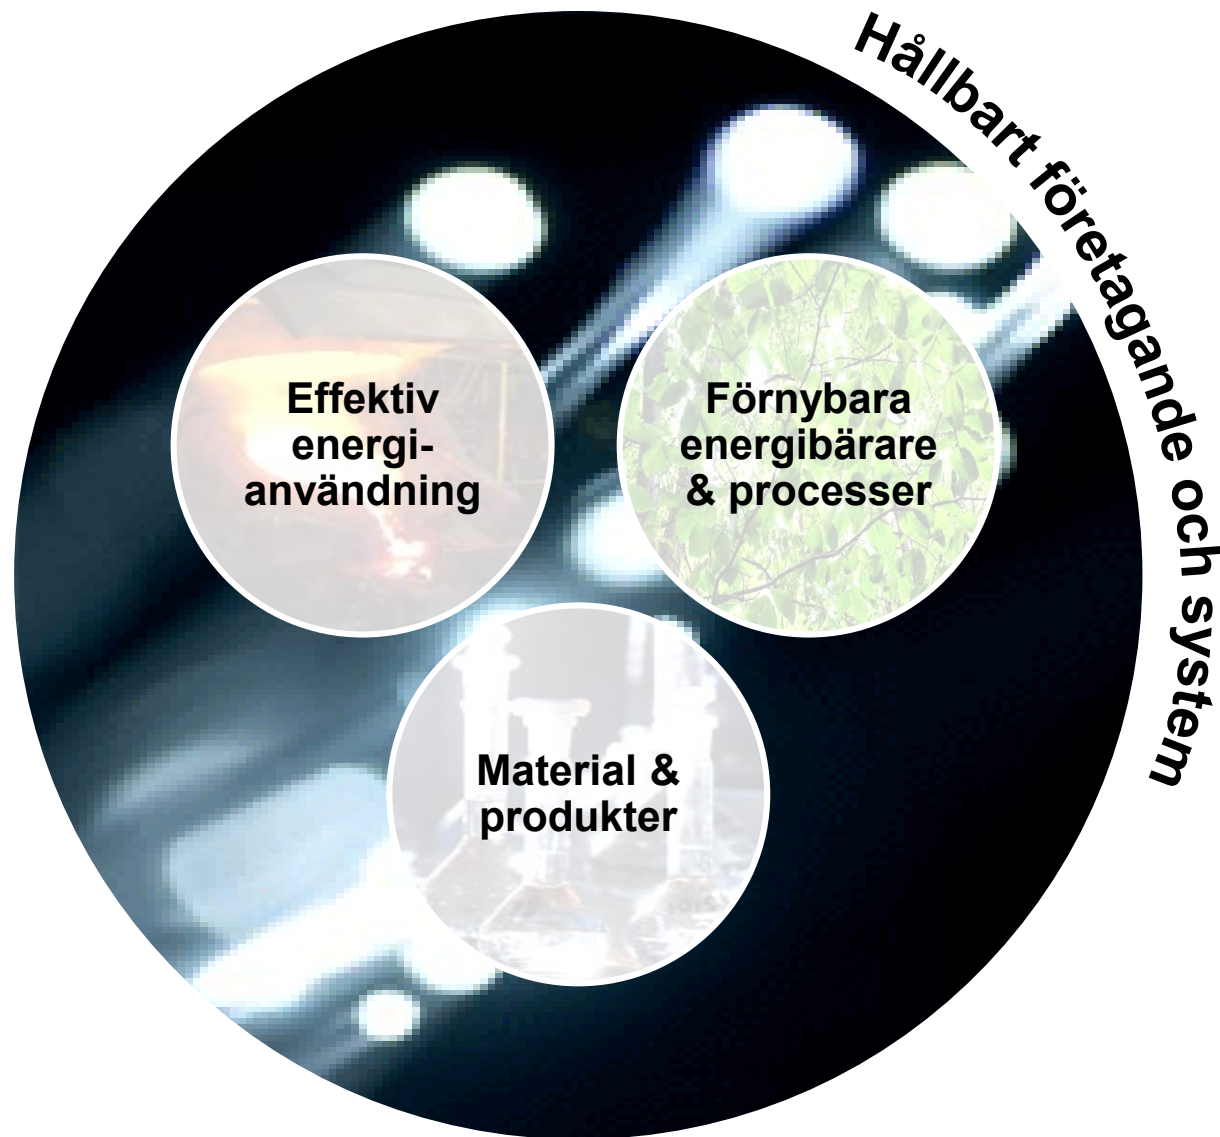 Hållbart företagande och system
Effektiv
energi-
användning
Förnybara
energibärare
& processer
Material &
produkter